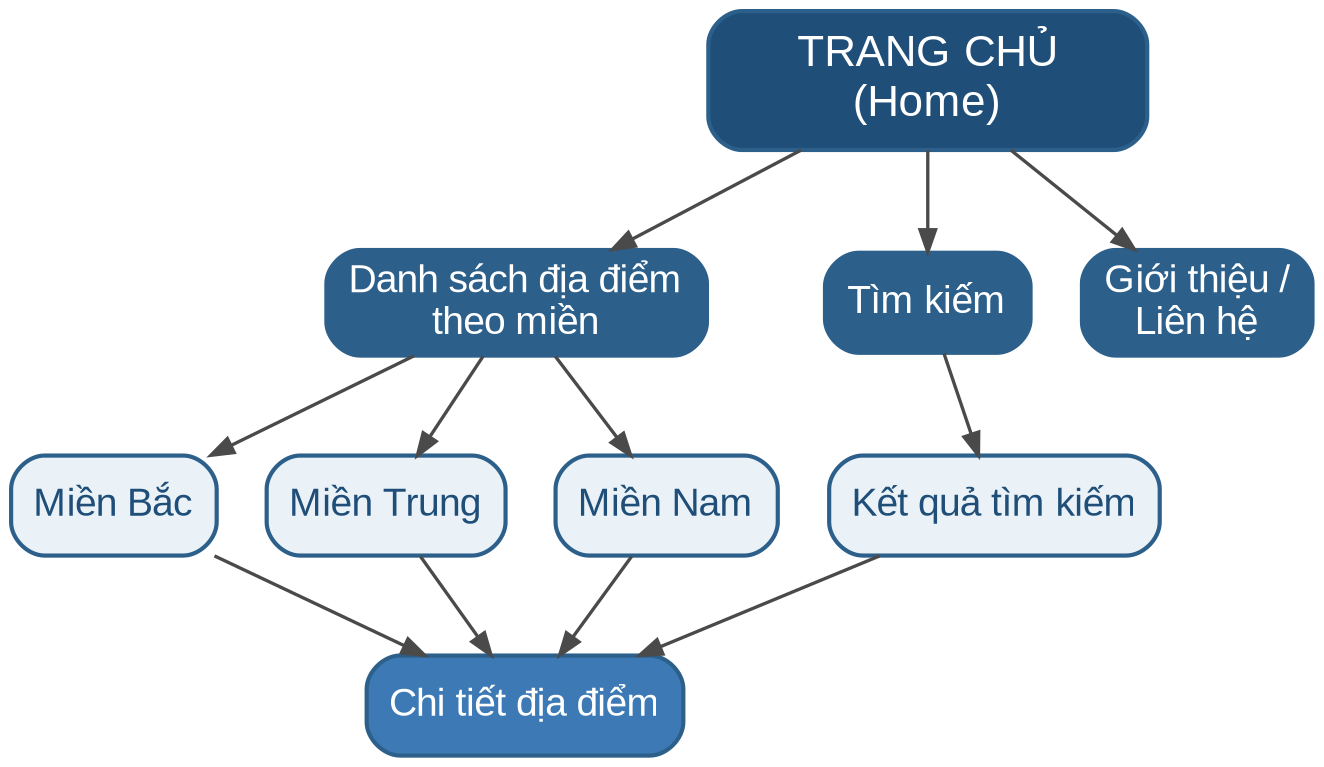 TRANG CHỦ
(Home)
Danh sách địa điểm
theo miền
Tìm kiếm
Giới thiệu /
Liên hệ
Miền Bắc
Miền Trung
Miền Nam
Kết quả tìm kiếm
Chi tiết địa điểm